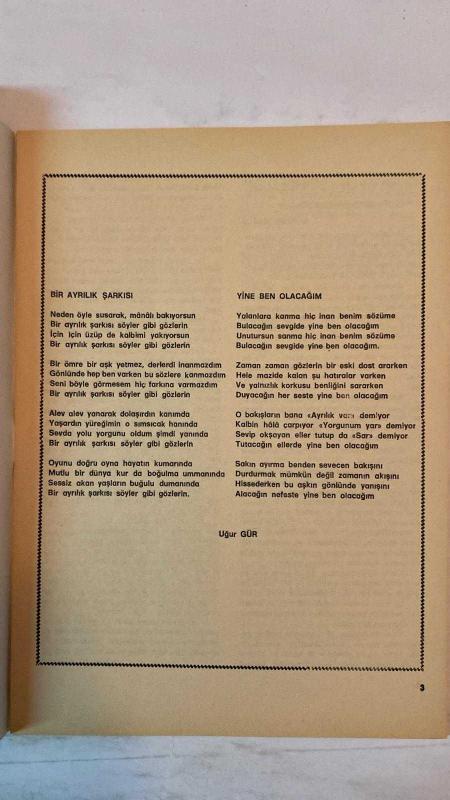 BİR AYRILIK ŞARKISI
Neden öyle susarak, mânâlı bakıyorsun
Bir ayrılık şarkısı söyler gibi gözlerin
İçin için üzüp de kalbimi yakıyorsun
Bir ayrılık şarkısı söyler gibi gözlerin
Bir ömre bir aşk yetmez, derlerdi inanmazdım
Gönlünde hep ben varken bu sözlere kanmazdım
Seni böyle görmesem hiç farkına varmazdım
Bir ayrılık şarkısı söyler gibi gözlerin
Alev alev yanarak dolaşırdın kanımda
Yaşardın yüreğimin o sımsıcak hanında
Sevda yolu yorgunu oldum şimdi yanında
Bir ayrılık şarkısı söyler gibi gözlerin
Oyunu doğru oyna hayatın kumarında
Mutlu bir dünya kur da boğulma ummanında
Sessiz akan yaşların buğulu dumanında
Bir ayrılık şarkısı söyler gibi gözlerin.
YİNE BEN OLACAĞIM
Yalanlara kanma hiç inan benim sözüme
Bulacağın sevgide yine ben olacağım
Unutursun sanma hiç inan benim sözüme
Bulacağın sevgide yine ben olacağım.
Zaman zaman gözlerin bir eski dost ararken
Hele mazide kalan şu hatıralar varken
Ve yalnızlık korkusu benliğini sararken
Duyacağın her seste yine ben olacağım
O bakışların bana «Ayrılık var» demiyor
Kalbin hâlâ çarpıyor «Yorgunum yar» demiyor
Sevip okşayan eller tutup da «Sar» demiyor
Tutacağın ellerde yine ben olacağım
Sakın ayırma benden sevecen bakışını
Durdurmak mümkün değil zamanın akışını
Hissederken bu aşkın gönlünde yanışını
Alacağın nefeste yine ben olacağım
Uğur GÜR
3